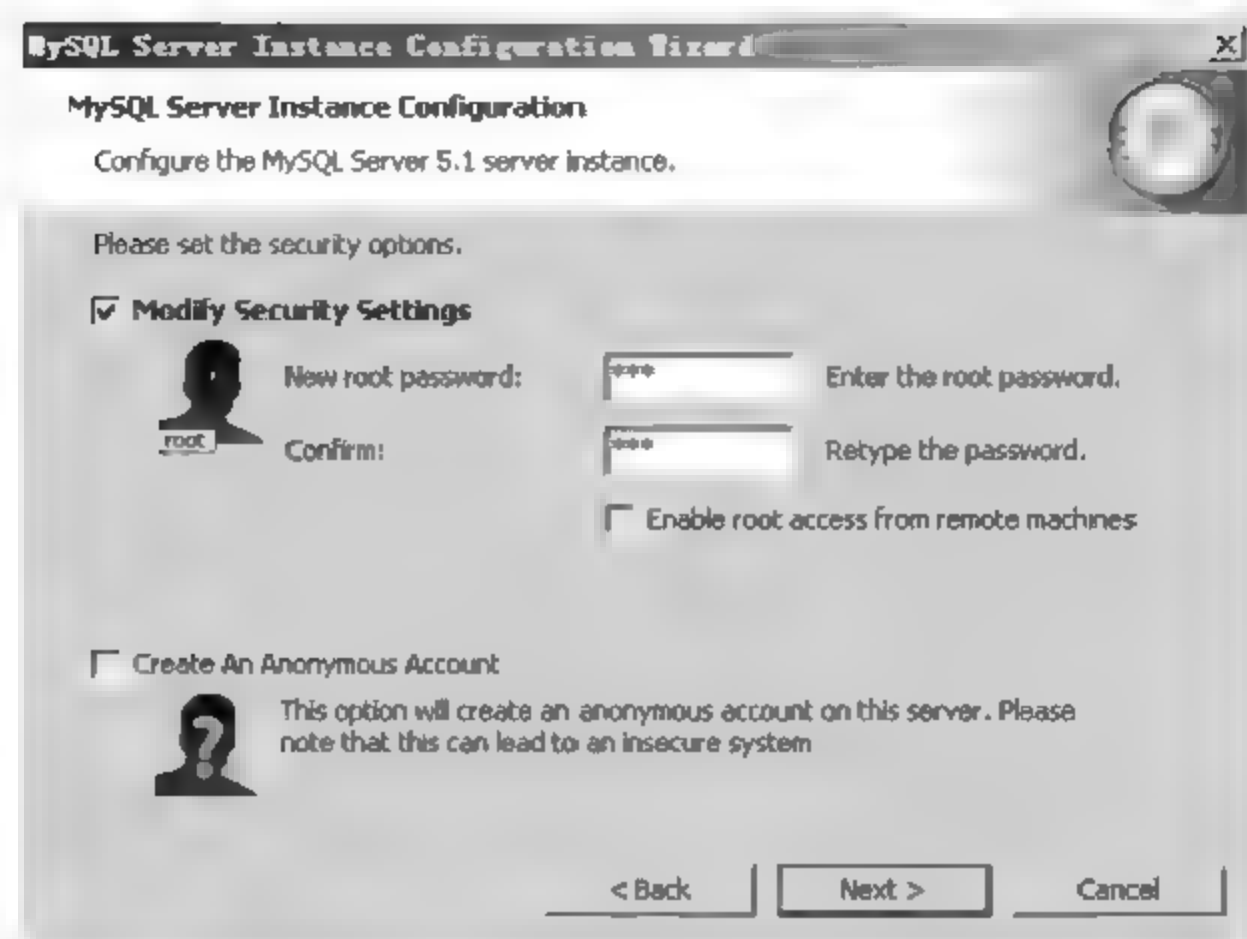 MySQL Server Instance Configuration Wizard
MySQL Server Instance Configuration
Configure the MySQL Server 5.1 server instance.
Please set the security options.
Modify Security Settings
New root password: *** Enter the root password.
root
Confirm: *** Retype the password.
Enable root access from remote machines
Create An Anonymous Account
This option will create an anonymous account on this server. Please
note that this can lead to an insecure system
< Back Next > Cancel